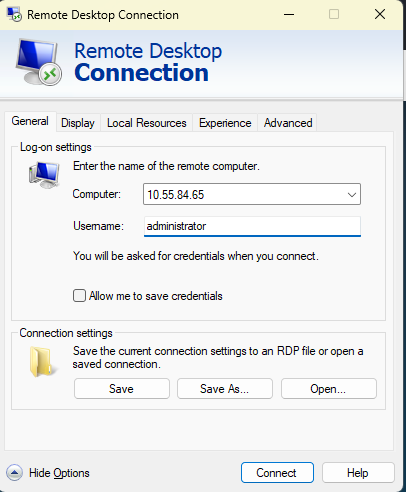 Remote Desktop Connection
Remote Desktop
Connection
General Display Local Resources Experience Advanced
Log-on settings
Enter the name of the remote computer.
Computer: 10.55.84.65
Username: administrator
You will be asked for credentials when you connect.
Allow me to save credentials
Connection settings
Save the current connection settings to an RDP file or open a
saved connection.
Save Save As... Open...
Hide Options Connect Help